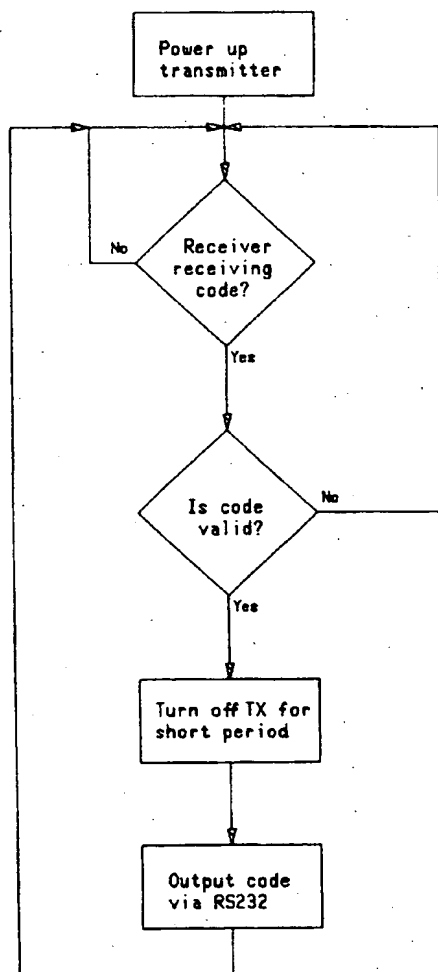 Power up
transmitter
Receiver
receiving
code?
No
Yes
Is code
valid?
No
Yes
Turn off TX for
short period
Output code
via RS232